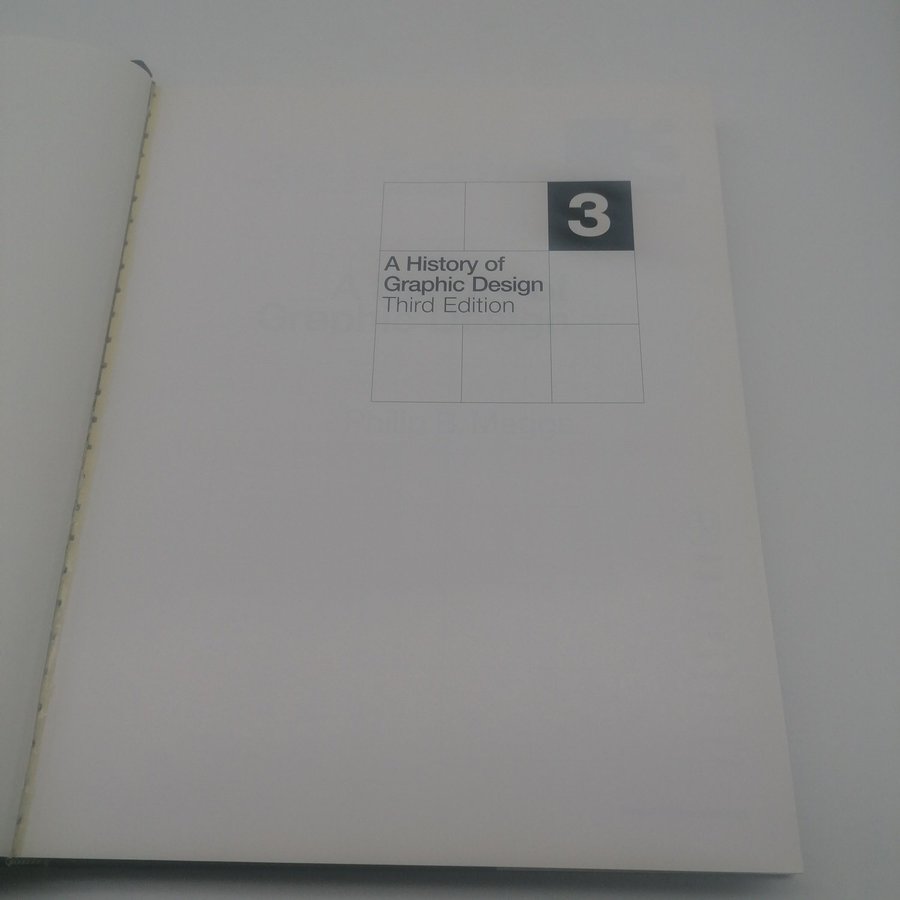 3
A History of
Graphic Design
Third Edition